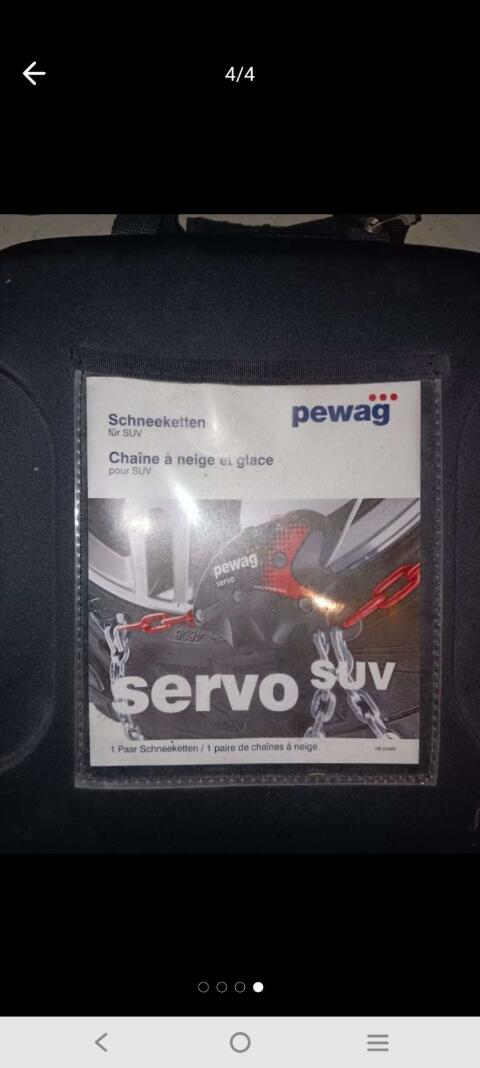 4/4
pewag
Schneeketten
für SUV
Chaîne à neige et glace
pour SUV
pewag
servo
servo SUV
1 Paar Schneeketten / 1 paire de chaînes à neige